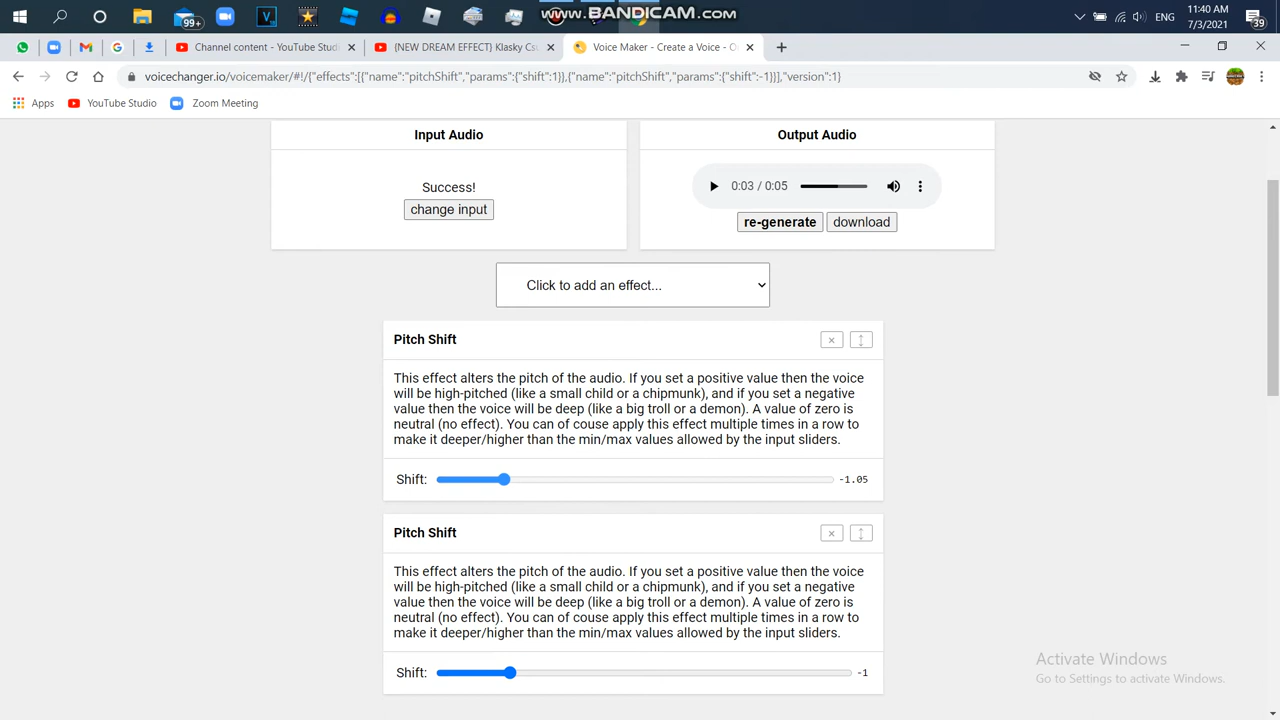 www.BANDICAM.com
99+
ENG
11:40 AM
7/3/2021
39
Channel content - YouTube Studi
(NEW DREAM EFFECT) Klasky Csu
Voice Maker - Create a Voice - O
voicechanger.io/voicemaker/#!/{"effects":[{"name":"pitchShift","params":{"shift":1}},{"name":"pitchShift","params":{"shift":-1}}],"version":1}
Apps
YouTube Studio
Zoom Meeting
Input Audio
Output Audio
Success!
change input
0:03 / 0:05
re-generate
download
Click to add an effect...
Pitch Shift
This effect alters the pitch of the audio. If you set a positive value then the voice
will be high-pitched (like a small child or a chipmunk), and if you set a negative
value then the voice will be deep (like a big troll or a demon). A value of zero is
neutral (no effect). You can of couse apply this effect multiple times in a row to
make it deeper/higher than the min/max values allowed by the input sliders.
Shift:
-1.05
Pitch Shift
This effect alters the pitch of the audio. If you set a positive value then the voice
will be high-pitched (like a small child or a chipmunk), and if you set a negative
value then the voice will be deep (like a big troll or a demon). A value of zero is
neutral (no effect). You can of couse apply this effect multiple times in a row to
make it deeper/higher than the min/max values allowed by the input sliders.
Shift:
-1
Activate Windows
Go to Settings to activate Windows.